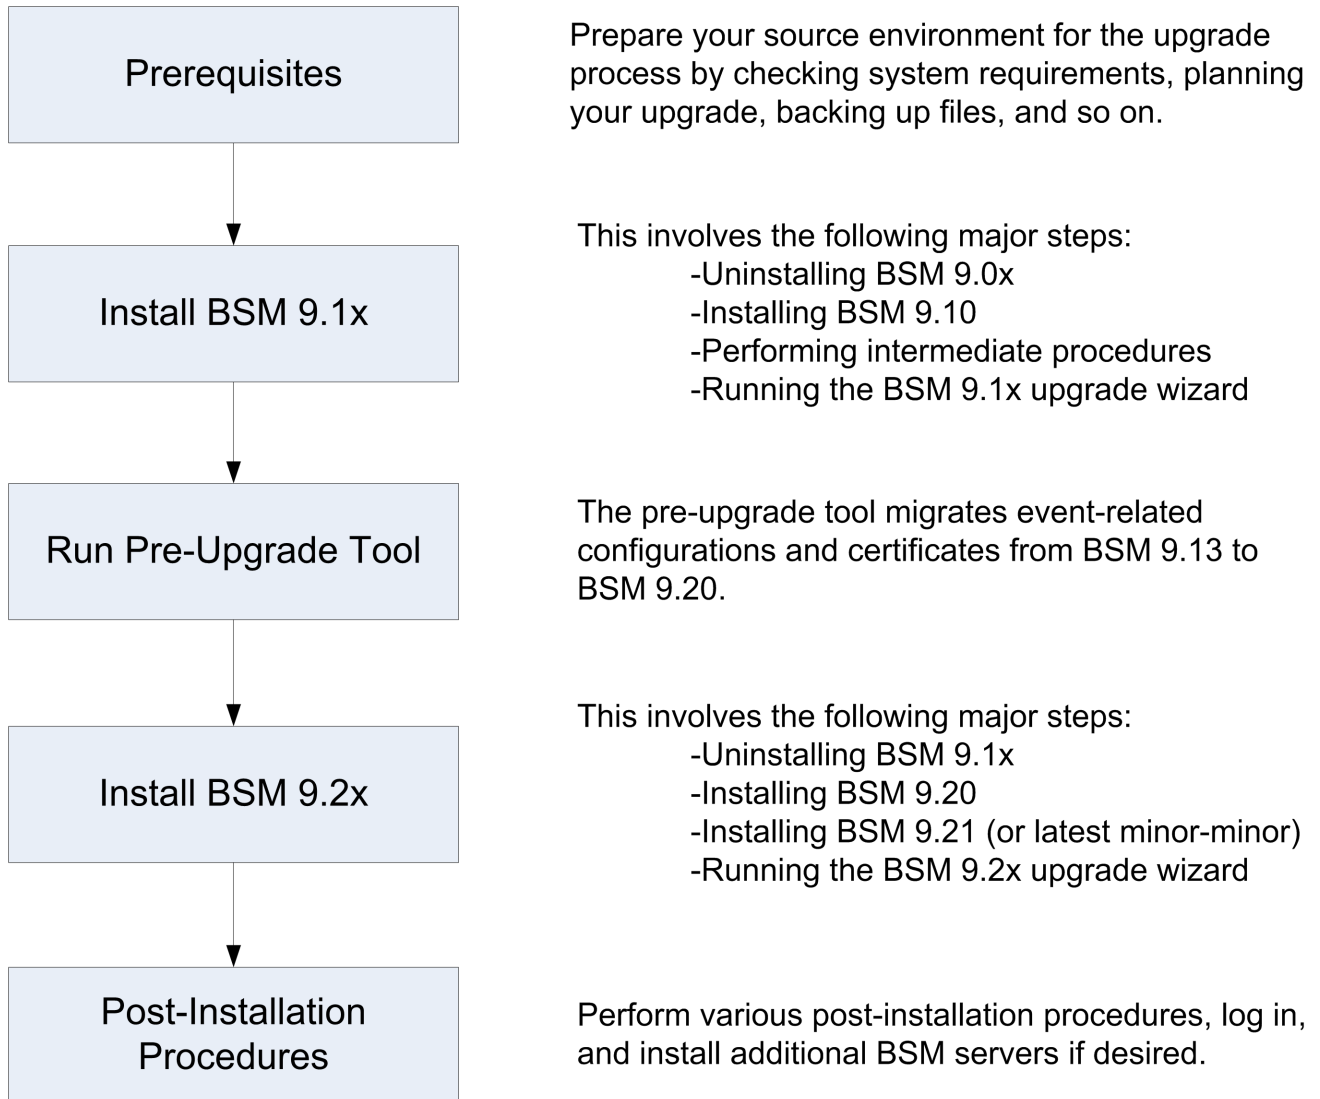 Prerequisites
Prepare your source environment for the upgrade
process by checking system requirements, planning
your upgrade, backing up files, and so on.
Install BSM 9.1x
This involves the following major steps:
-Uninstalling BSM 9.0x
-Installing BSM 9.10
-Performing intermediate procedures
-Running the BSM 9.1x upgrade wizard
Run Pre-Upgrade Tool
The pre-upgrade tool migrates event-related
configurations and certificates from BSM 9.13 to
BSM 9.20.
Install BSM 9.2x
This involves the following major steps:
-Uninstalling BSM 9.1x
-Installing BSM 9.20
-Installing BSM 9.21 (or latest minor-minor)
-Running the BSM 9.2x upgrade wizard
Post-Installation
Procedures
Perform various post-installation procedures, log in,
and install additional BSM servers if desired.